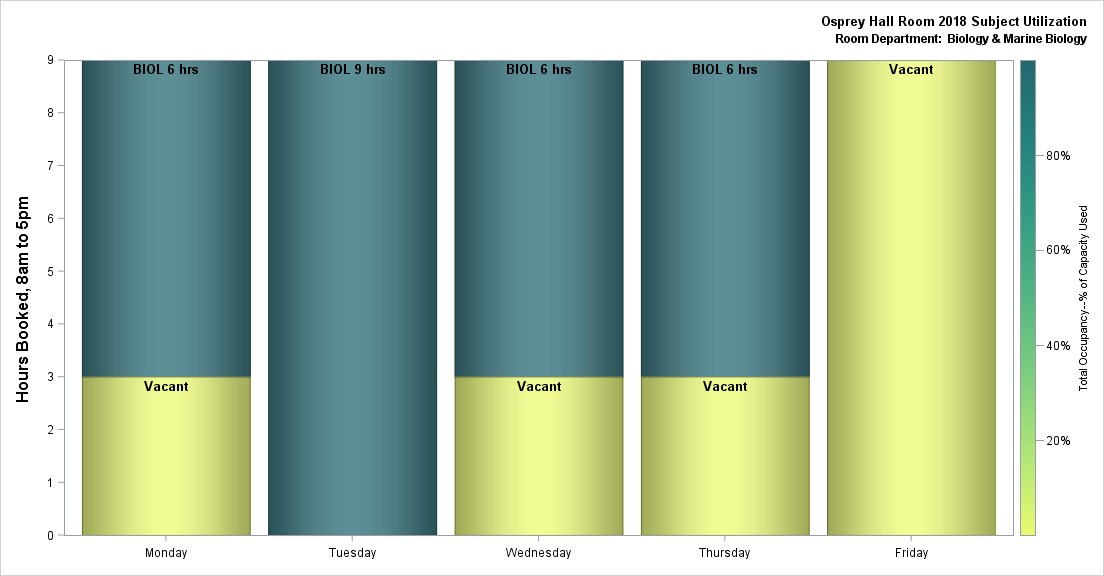 Osprey Hall Room 2018 Subject Utilization
Room Department: Biology & Marine Biology
Hours Booked, 8am to 5pm
9
8
7
6
5
4
3
2
1
0
BIOL 6 hrs
BIOL 9 hrs
BIOL 6 hrs
BIOL 6 hrs
Vacant
Vacant
Vacant
Vacant
Monday
Tuesday
Wednesday
Thursday
Friday
80%
60%
40%
20%
Total Occupancy--% of Capacity Used